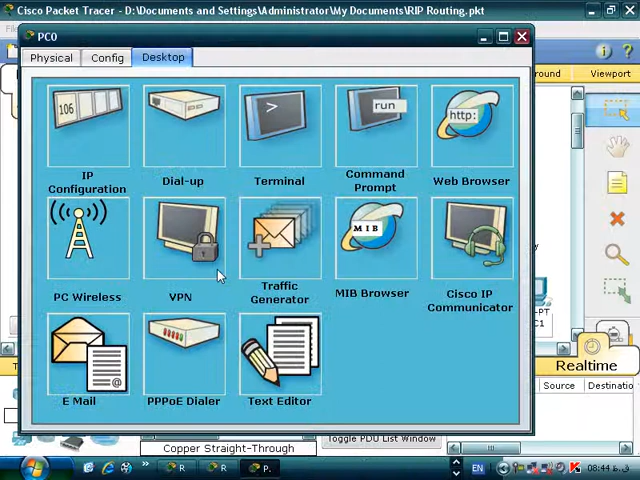 Cisco Packet Tracer - D:\Documents and Settings\Administrator\My Documents\RIP Routing.pkt
PC0
Physical
Config
Desktop
ound
Viewport
106
>
run
http:
IP
Configuration
Dial-up
Terminal
Command
Prompt
Web Browser
MIB
PC Wireless
VPN
Traffic
Generator
MIB Browser
Cisco IP
Communicator
-PT
C1
@
E Mail
PPPoE Dialer
Text Editor
Realtime
Source
Destinatio
Copper Straight-Through
Toggle PDU List Window
R
R
P.
EN
08:44 ق.ظ